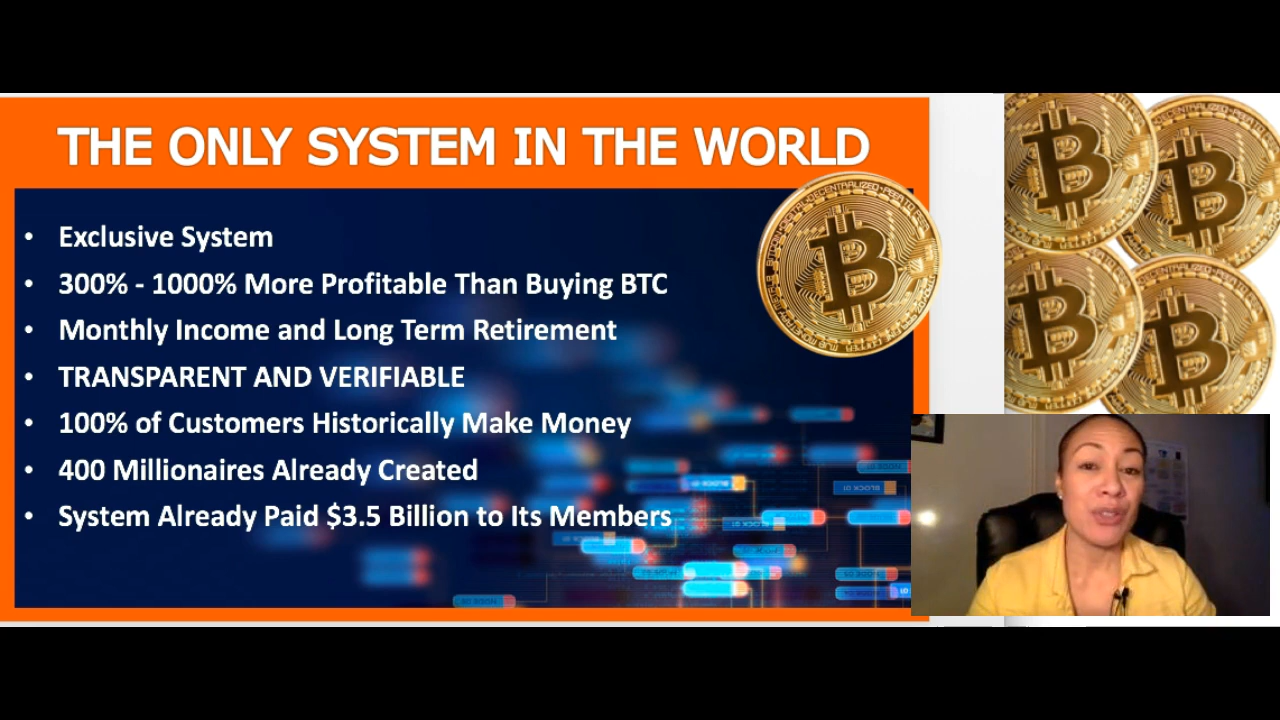 THE ONLY SYSTEM IN THE WORLD
• Exclusive System
• 300% - 1000% More Profitable Than Buying BTC
• Monthly Income and Long Term Retirement
• TRANSPARENT AND VERIFIABLE
• 100% of Customers Historically Make Money
• 400 Millionaires Already Created
• System Already Paid $3.5 Billion to Its Members